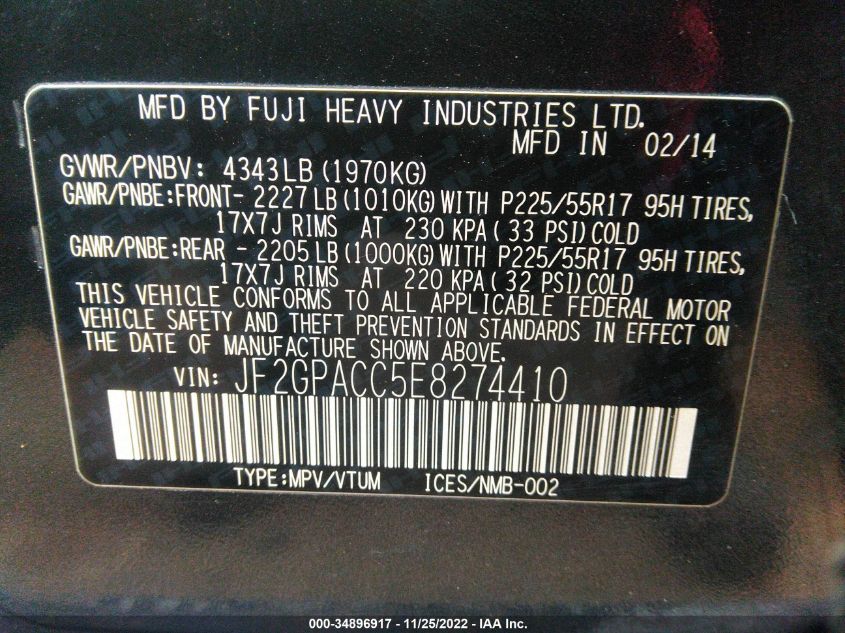 MFD BY FUJI HEAVY INDUSTRIES LTD.
MFD IN 02/14
GVWR/PNBV: 4343LB (1970KG)
GAWR/PNBE:FRONT- 2227LB (1010KG) WITH P225/55R17 95H TIRES,
17X7J RIMS AT 230 KPA ( 33 PSI) COLD
GAWR/PNBE:REAR - 2205LB (1000KG) WITH P225/55R17 95H TIRES,
17X7J RIMS AT 220 KPA ( 32 PSI) COLD
THIS VEHICLE CONFORMS TO ALL APPLICABLE FEDERAL MOTOR
VEHICLE SAFETY AND THEFT PREVENTION STANDARDS IN EFFECT ON
THE DATE OF MANUFACTURE SHOWN ABOVE.
VIN: JF2GPACC5E8274410
TYPE:MPV/VTUM ICES/NMB-002
000-34896917 - 11/25/2022 - IAA Inc.